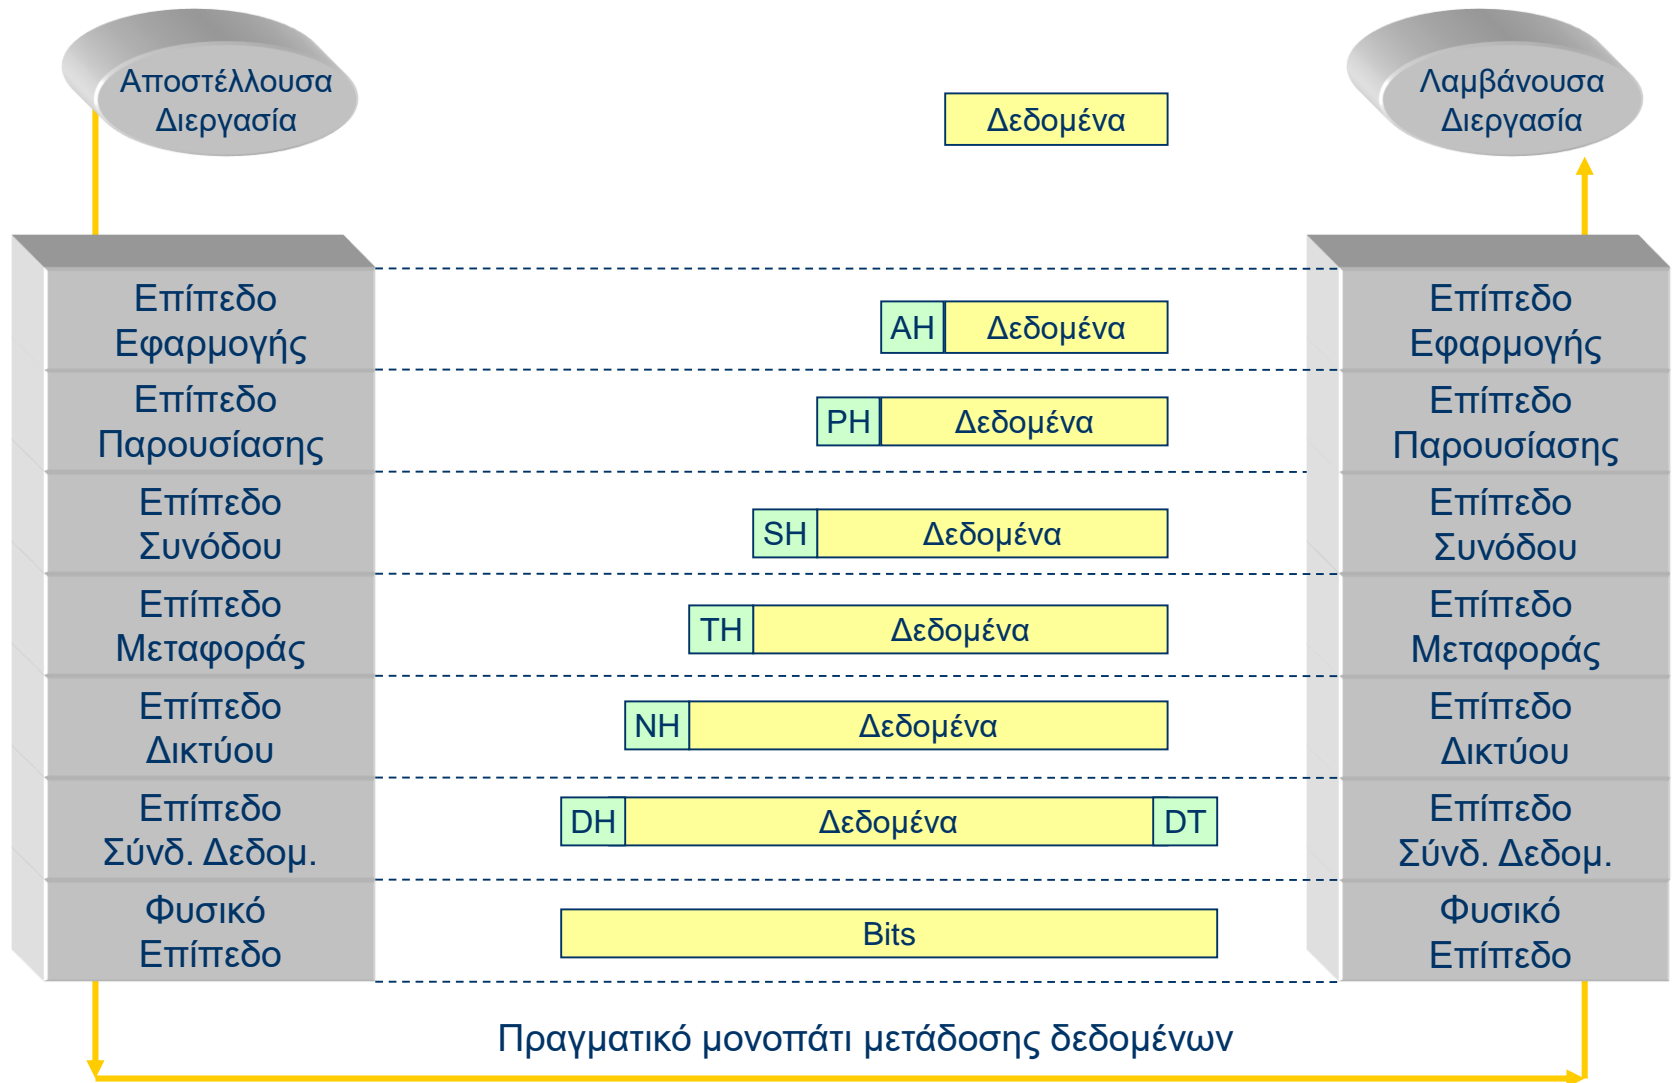 Αποστέλλουσα
Διεργασία
Δεδομένα
Λαμβάνουσα
Διεργασία
Επίπεδο
Εφαρμογής
AH Δεδομένα
Επίπεδο
Εφαρμογής
Επίπεδο
Παρουσίασης
PH Δεδομένα
Επίπεδο
Παρουσίασης
Επίπεδο
Συνόδου
SH Δεδομένα
Επίπεδο
Συνόδου
Επίπεδο
Μεταφοράς
TH Δεδομένα
Επίπεδο
Μεταφοράς
Επίπεδο
Δικτύου
NH Δεδομένα
Επίπεδο
Δικτύου
Επίπεδο
Σύνδ. Δεδομ.
DH Δεδομένα DT
Επίπεδο
Σύνδ. Δεδομ.
Φυσικό
Επίπεδο
Bits
Φυσικό
Επίπεδο
Πραγματικό μονοπάτι μετάδοσης δεδομένων